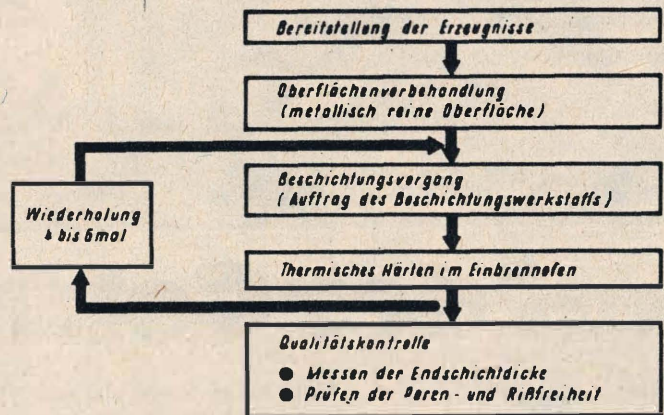 Bereitstellung der Erzeugnisse
Oberflächenvorbehandlung
(metallisch reine Oberfläche)
Beschichtungsvorgang
(Auftrag des Beschichtungswerkstoffs)
Wiederholung
4 bis 6mal
Thermisches Härten im Einbrennofen
Qualitätskontrolle
● Messen der Endschichtdicke
● Prüfen der Poren- und Rißfreiheit